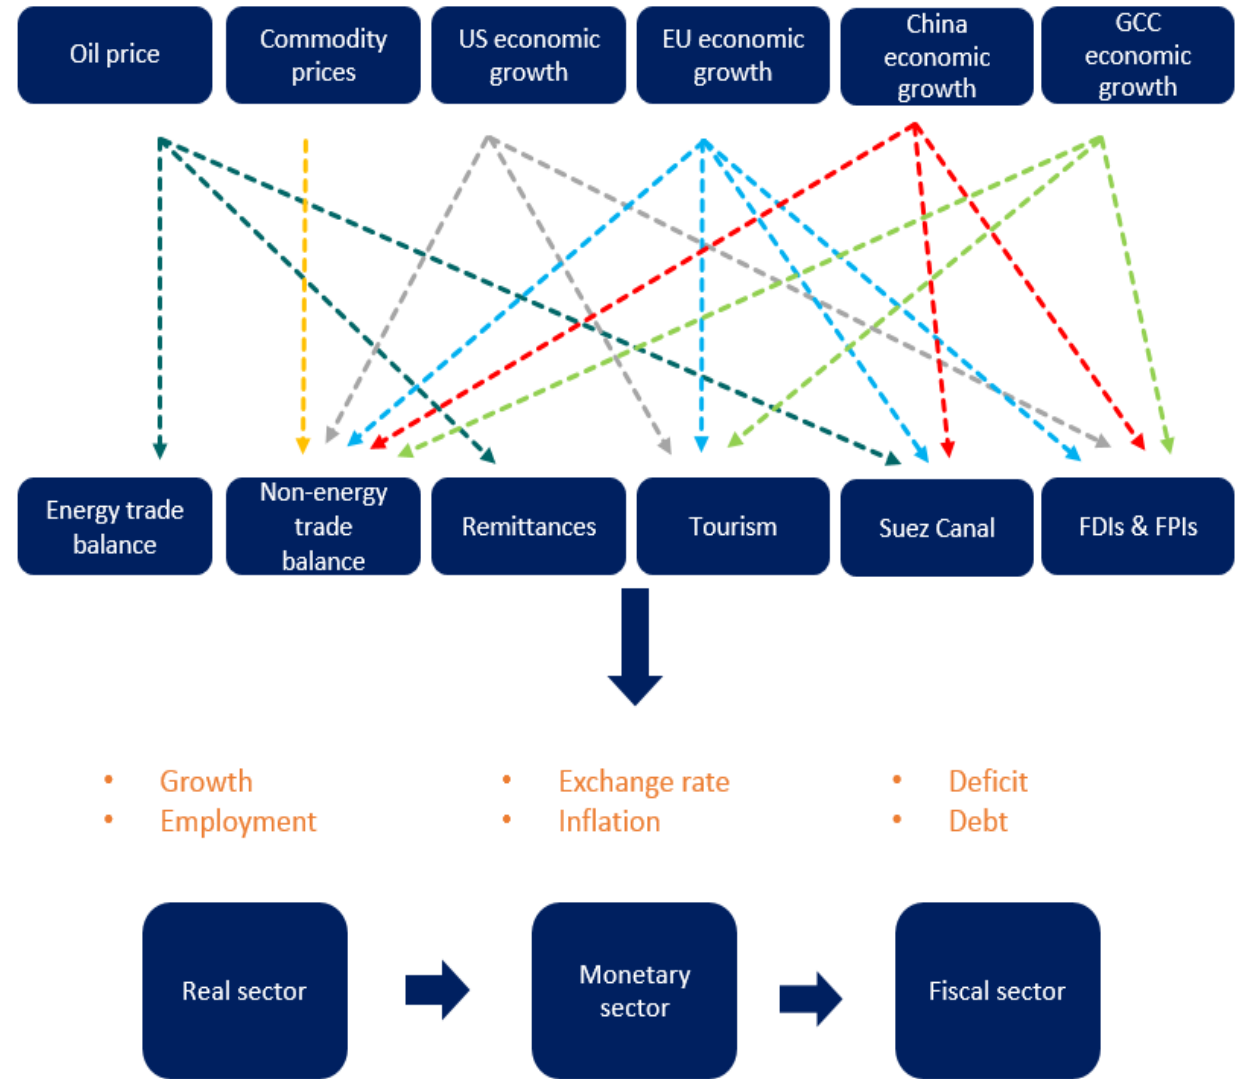 Oil price
Commodity
prices
US economic
growth
EU economic
growth
China
economic
growth
GCC
economic
growth
Energy trade
balance
Non-energy
trade
balance
Remittances
Tourism
Suez Canal
FDIs & FPIs
• Growth
• Employment
• Exchange rate
• Inflation
• Deficit
• Debt
Real sector
Monetary
sector
Fiscal sector